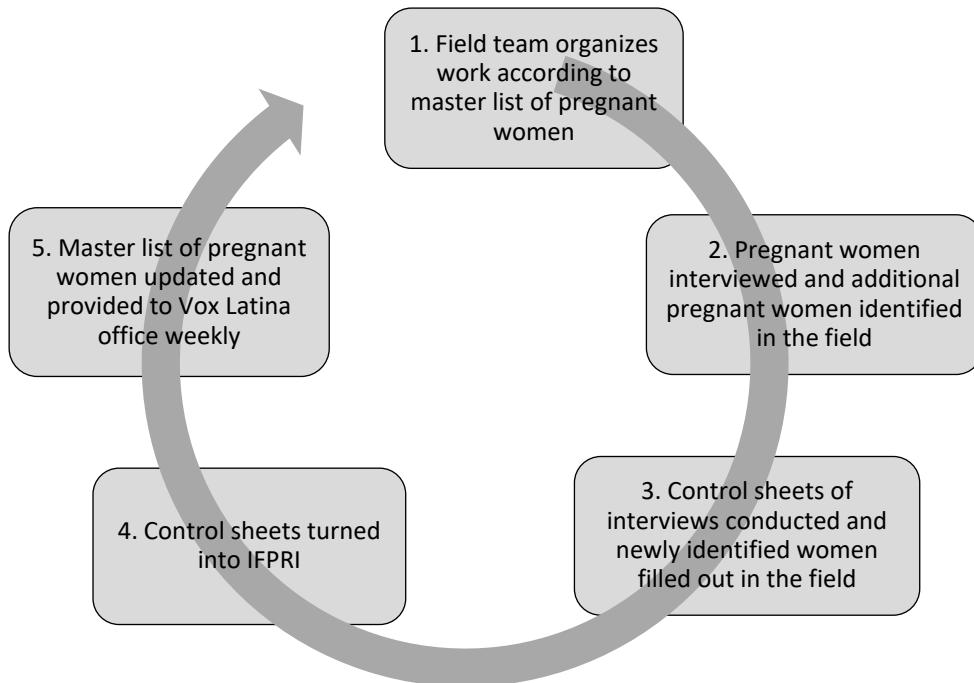 1. Field team organizes
work according to
master list of pregnant
women
2. Pregnant women
interviewed and additional
pregnant women identified
in the field
3. Control sheets of
interviews conducted and
newly identified women
filled out in the field
4. Control sheets turned
into IFPRI
5. Master list of pregnant
women updated and
provided to Vox Latina
office weekly